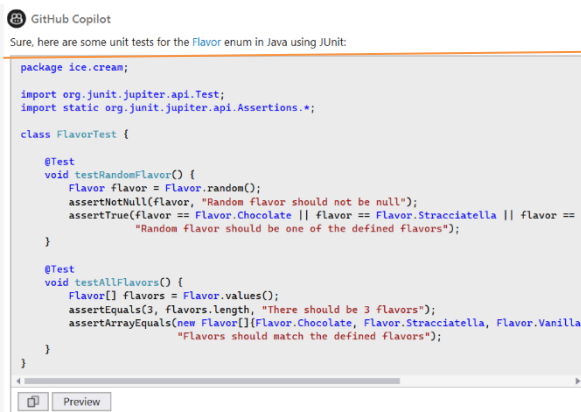 GitHub Copilot
Sure, here are some unit tests for the Flavor enum in Java using JUnit:
package ice.cream;
import org.junit.jupiter.api.Test;
import static org.junit.jupiter.api.Assertions.*;
class FlavorTest {
@Test
void testRandomFlavor() {
Flavor flavor = Flavor.random();
assertNotNull(flavor, "Random flavor should not be null");
assertTrue(flavor == Flavor.Chocolate || flavor == Flavor.Stracciatella || flavor ==
"Random flavor should be one of the defined flavors");
}
@Test
void testAllFlavors() {
Flavor[] flavors = Flavor.values();
assertEquals(3, flavors.length, "There should be 3 flavors");
assertArrayEquals(new Flavor[]{Flavor.Chocolate, Flavor.Stracciatella, Flavor.Vanilla
"Flavors should match the defined flavors");
}
}
Preview